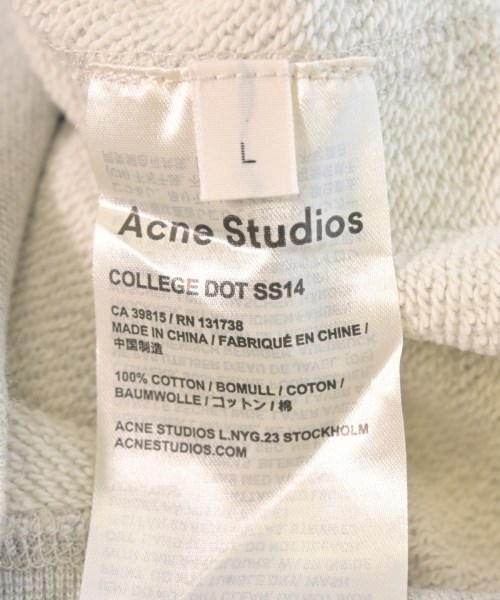 L
Acne Studios
COLLEGE DOT SS14
CA 39815 / RN 131738
MADE IN CHINA / FABRIQUÉ EN CHINE /
中国制造
100% COTTON / BOMULL / COTON /
BAUMWOLLE / コットン / 棉
ACNE STUDIOS L.NYG.23 STOCKHOLM
ACNESTUDIOS.COM